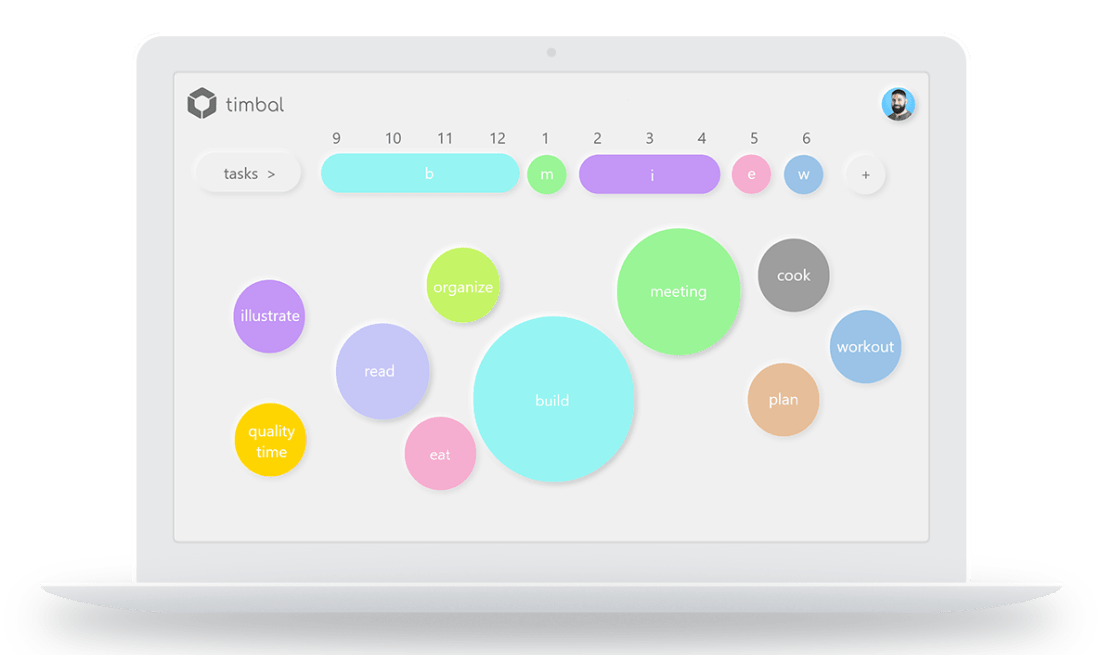 timbal
9 10 11 12 1 2 3 4 5 6
tasks > b m i e w +
organize
meeting
cook
illustrate
workout
read
build
plan
quality
time
eat